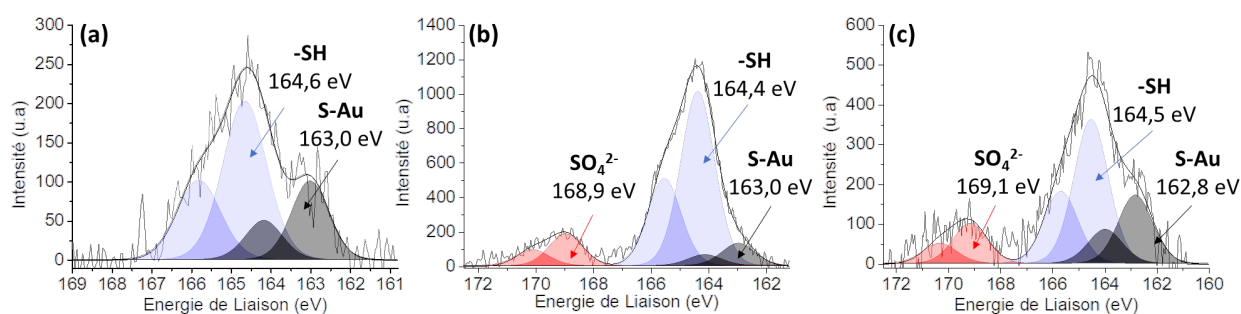 (a)
-SH
164,6 eV
S-Au
163,0 eV
Intensité (u.a)
300
250
200
150
100
50
0
169 168 167 166 165 164 163 162 161
Energie de Liaison (eV)
(b)
-SH
164,4 eV
SO₄²⁻
168,9 eV
S-Au
163,0 eV
Intensité (u.a)
1400
1200
1000
800
600
400
200
0
172 170 168 166 164 162
Energie de Liaison (eV)
(c)
-SH
164,5 eV
SO₄²⁻
169,1 eV
S-Au
162,8 eV
Intensité (u.a)
600
500
400
300
200
100
0
172 170 168 166 164 162 160
Energie de Liaison (eV)